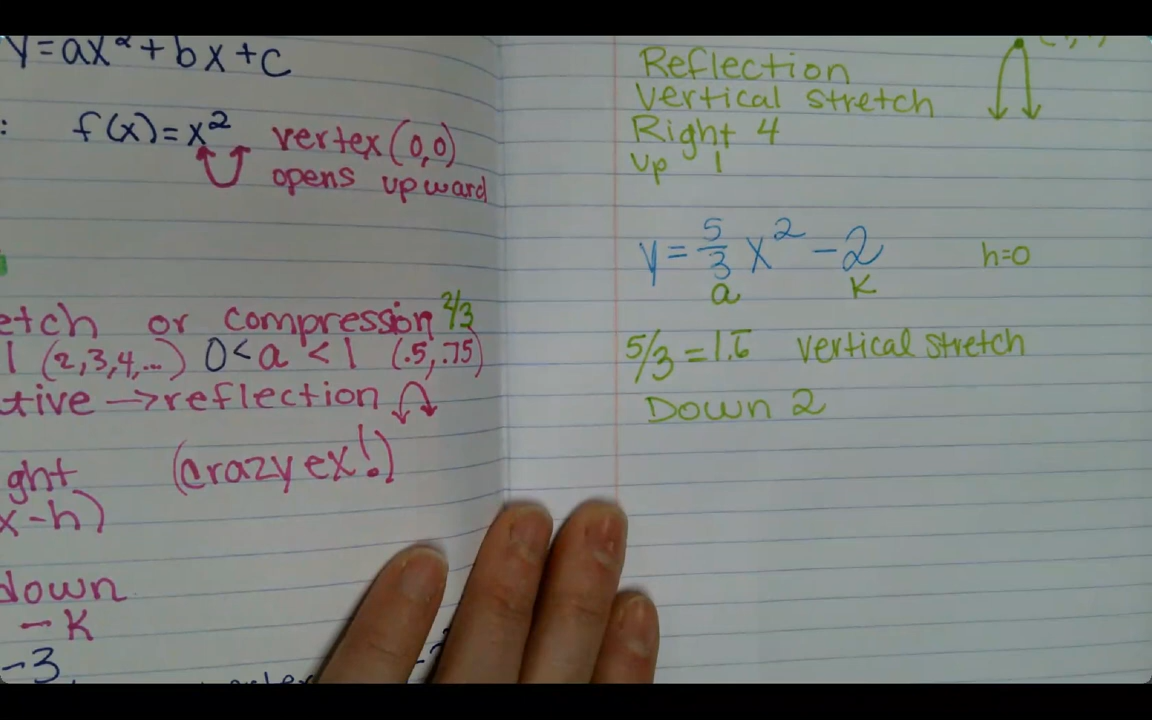 y=ax²+bx+c
: f(x)=x² vertex (0,0)
opens upward
etch or compression 2/3
1 (2,3,4,...) 0<a<1 (.5,.75)
ative → reflection
ght (crazy ex!)
x-h)
down
-K
-3
Reflection
Vertical stretch
Right 4
Up 1
y=5/3 x²-2 h=0
a K
5/3=1.6̅ vertical stretch
Down 2